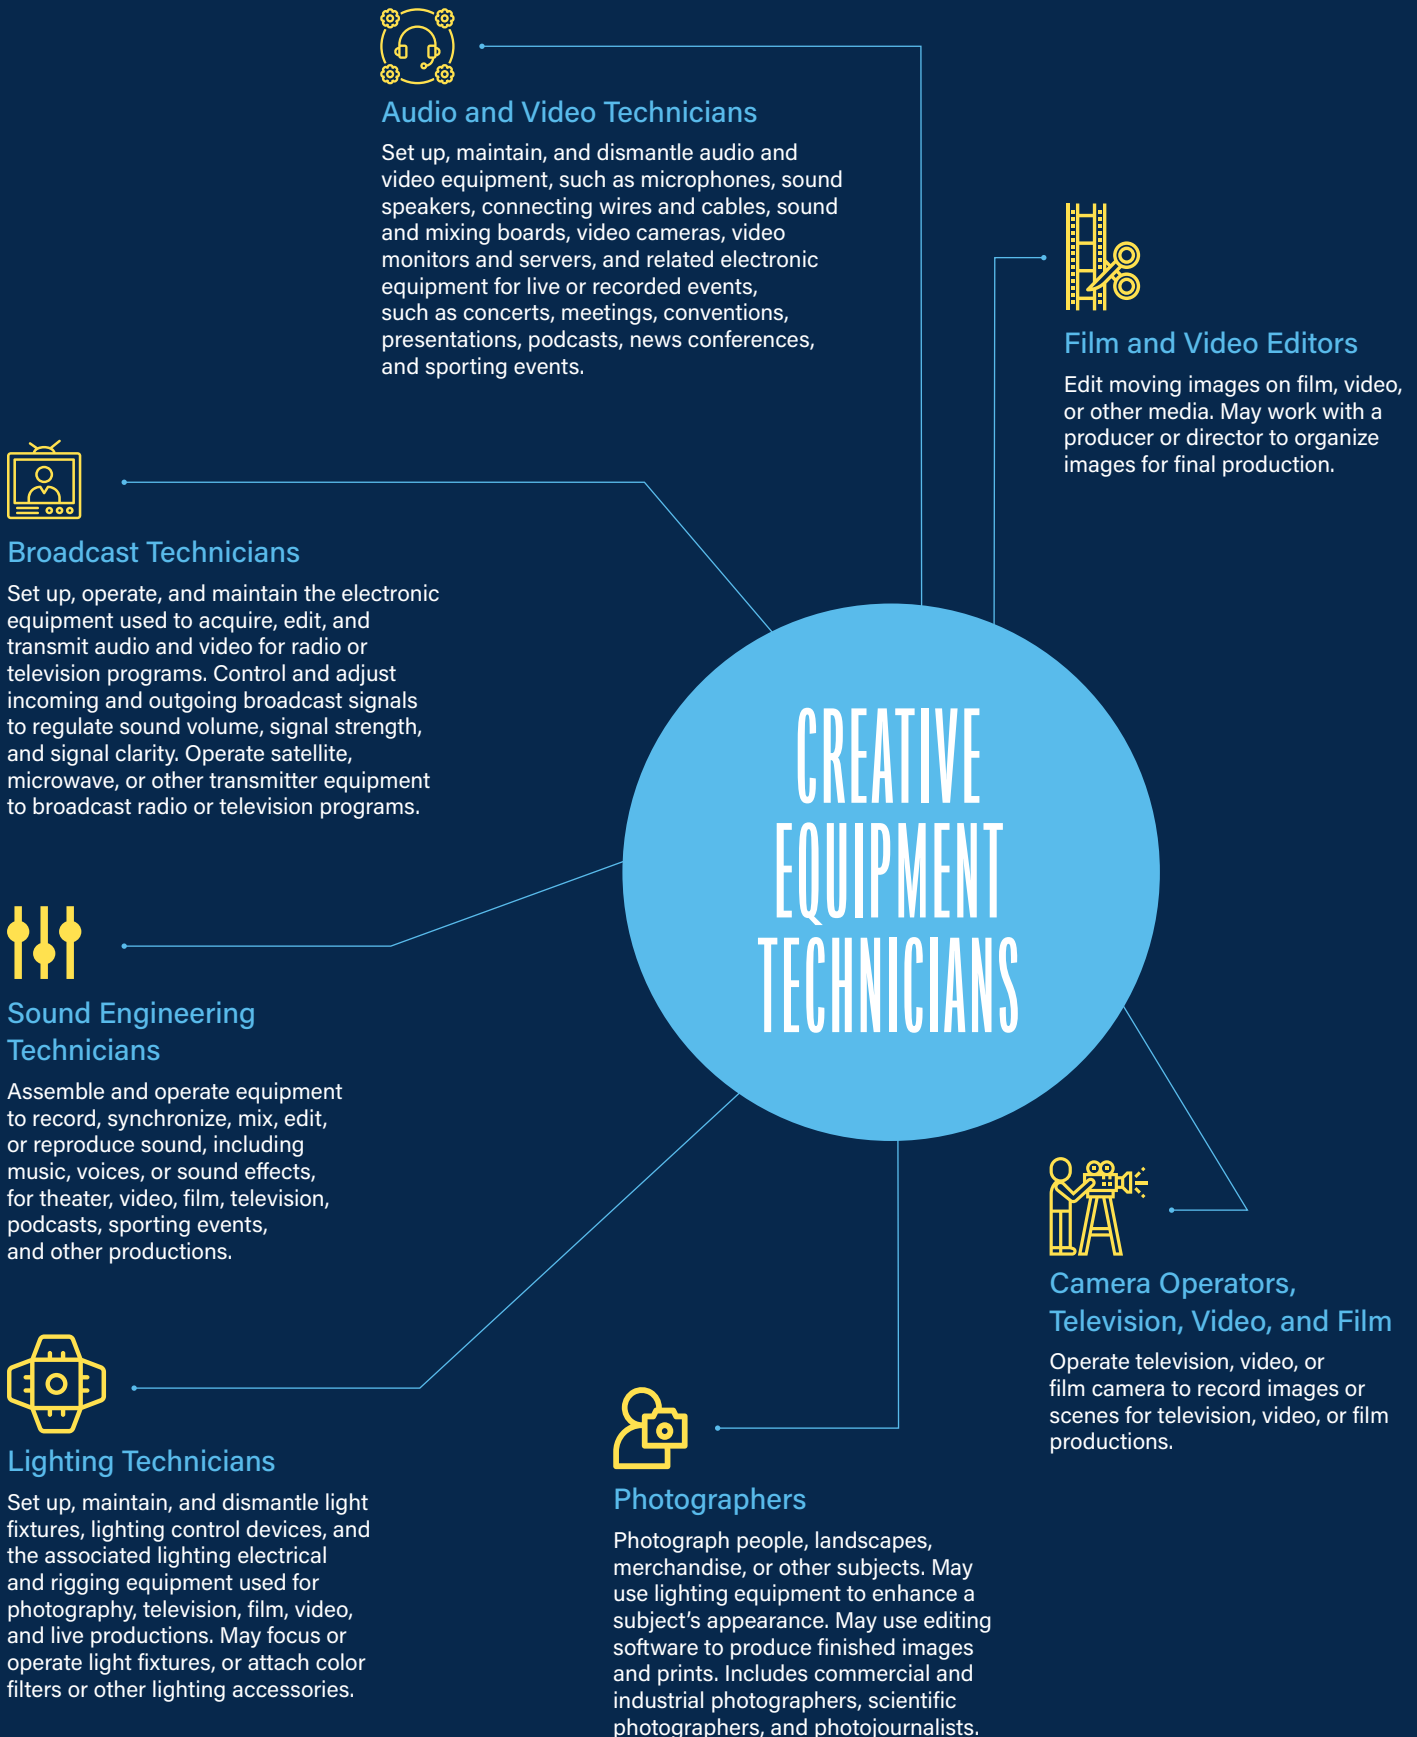 Audio and Video Technicians
Set up, maintain, and dismantle audio and
video equipment, such as microphones, sound
speakers, connecting wires and cables, sound
and mixing boards, video cameras, video
monitors and servers, and related electronic
equipment for live or recorded events,
such as concerts, meetings, conventions,
presentations, podcasts, news conferences,
and sporting events.
Film and Video Editors
Edit moving images on film, video,
or other media. May work with a
producer or director to organize
images for final production.
Broadcast Technicians
Set up, operate, and maintain the electronic
equipment used to acquire, edit, and
transmit audio and video for radio or
television programs. Control and adjust
incoming and outgoing broadcast signals
to regulate sound volume, signal strength,
and signal clarity. Operate satellite,
microwave, or other transmitter equipment
to broadcast radio or television programs.
CREATIVE
EQUIPMENT
TECHNICIANS
Sound Engineering
Technicians
Assemble and operate equipment
to record, synchronize, mix, edit,
or reproduce sound, including
music, voices, or sound effects,
for theater, video, film, television,
podcasts, sporting events,
and other productions.
Camera Operators,
Television, Video, and Film
Operate television, video, or
film camera to record images or
scenes for television, video, or film
productions.
Lighting Technicians
Set up, maintain, and dismantle light
fixtures, lighting control devices, and
the associated lighting electrical
and rigging equipment used for
photography, television, film, video,
and live productions. May focus or
operate light fixtures, or attach color
filters or other lighting accessories.
Photographers
Photograph people, landscapes,
merchandise, or other subjects. May
use lighting equipment to enhance a
subject's appearance. May use editing
software to produce finished images
and prints. Includes commercial and
industrial photographers, scientific
photographers, and photojournalists.